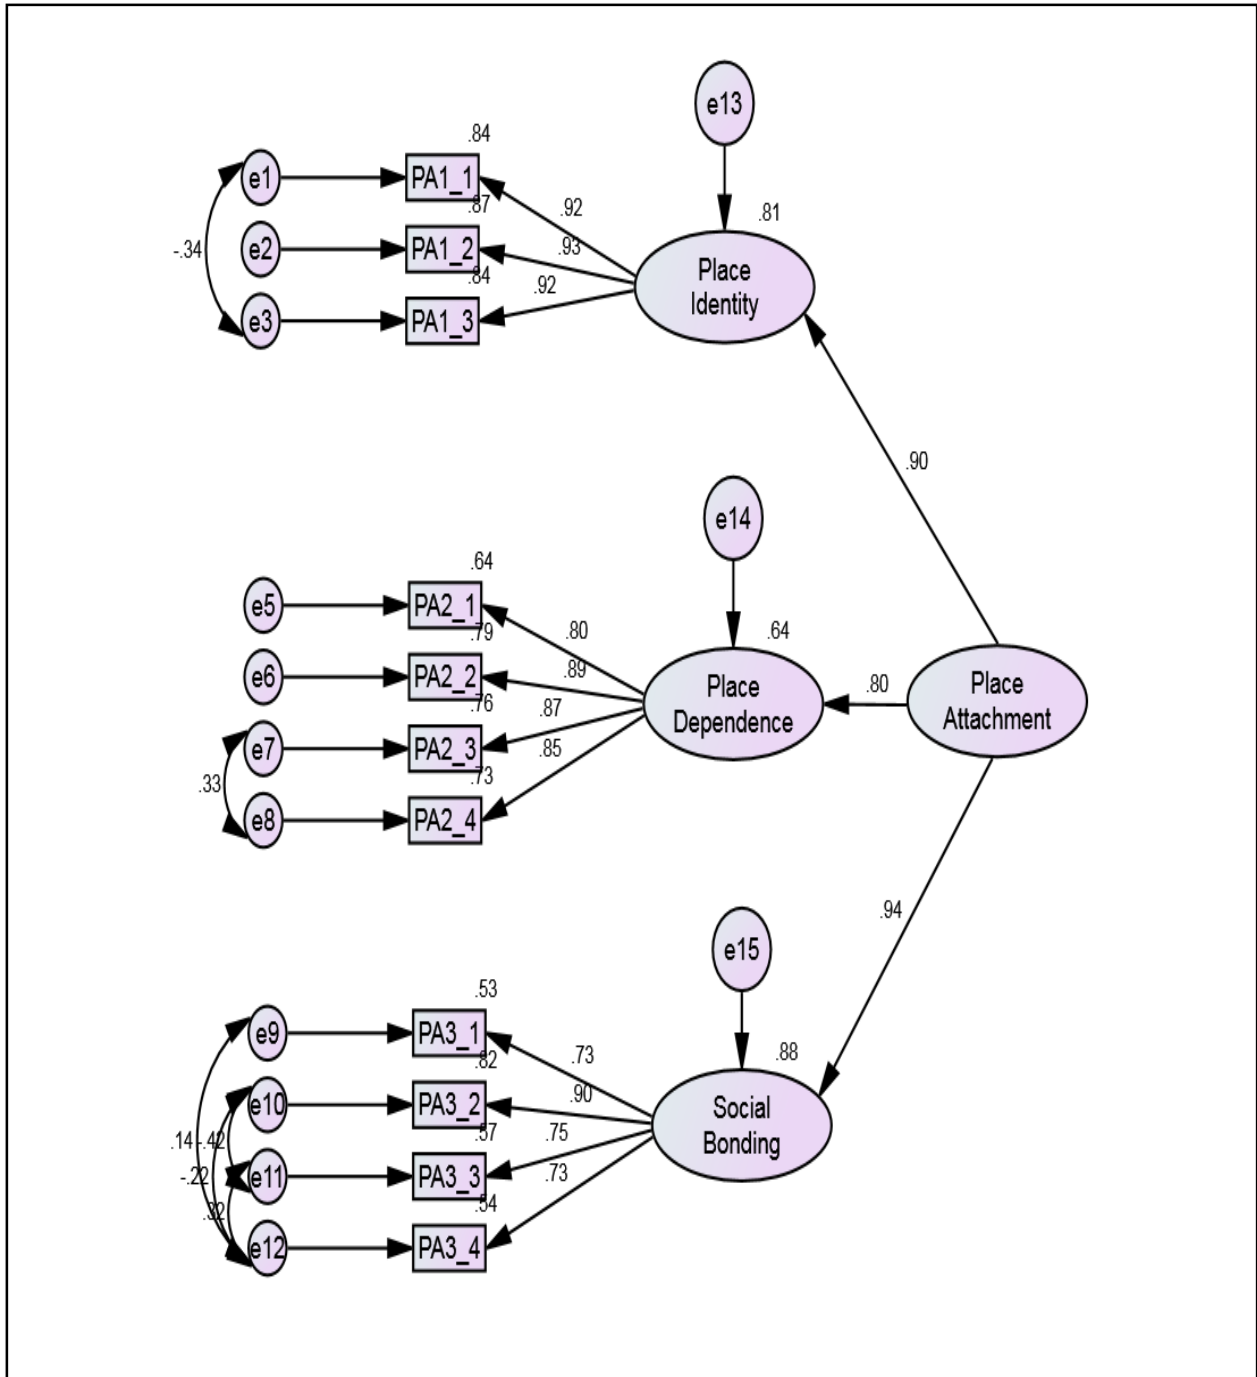 e13
.84
e1
PA1_1
.92
.81
.87
-.34
e2
PA1_2
.93
Place
Identity
.84
e3
PA1_3
.92
.90
e14
.64
e5
PA2_1
.80
.64
.79
e6
PA2_2
.89
Place
Dependence
.80
Place
Attachment
.76
e7
PA2_3
.87
.33
.73
e8
PA2_4
.85
.94
e15
.53
e9
PA3_1
.73
.88
.82
e10
PA3_2
.90
Social
Bonding
.14
-.42
.57
e11
PA3_3
.75
-.22
.73
.32
.54
e12
PA3_4